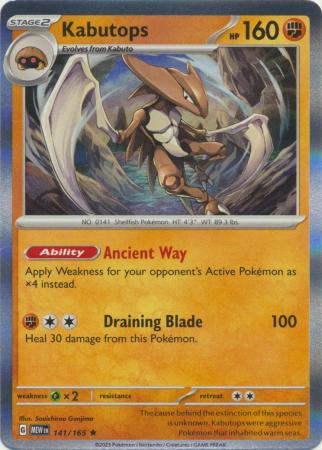 STAGE2 Kabutops HP 160
Evolves from Kabuto
NO. 0141 Shellfish Pokémon HT: 4'3" WT: 89.3 lbs.
Ability Ancient Way
Apply Weakness for your opponent's Active Pokémon as
×4 instead.
Draining Blade 100
Heal 30 damage from this Pokémon.
weakness ×2 resistance retreat
Illus. Souichirou Gunjima
G MEW EN 141/165 ★
©2023 Pokémon / Nintendo / Creatures / GAME FREAK
The cause behind the extinction of this species is
unknown. Kabutops were aggressive
Pokémon that inhabited warm seas.